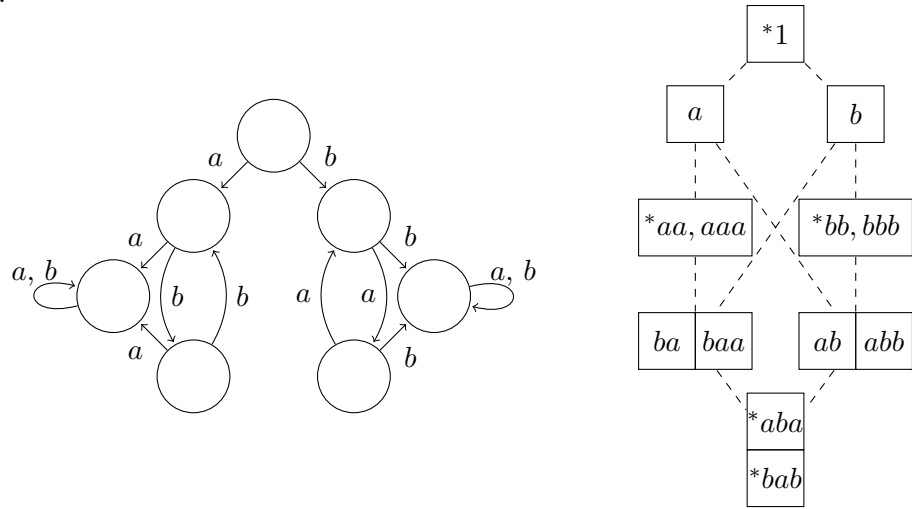 *1
a b
a b
*aa, aaa *bb, bbb
a b
a, b b b a a a, b
ba baa ab abb
a b
*aba
*bab